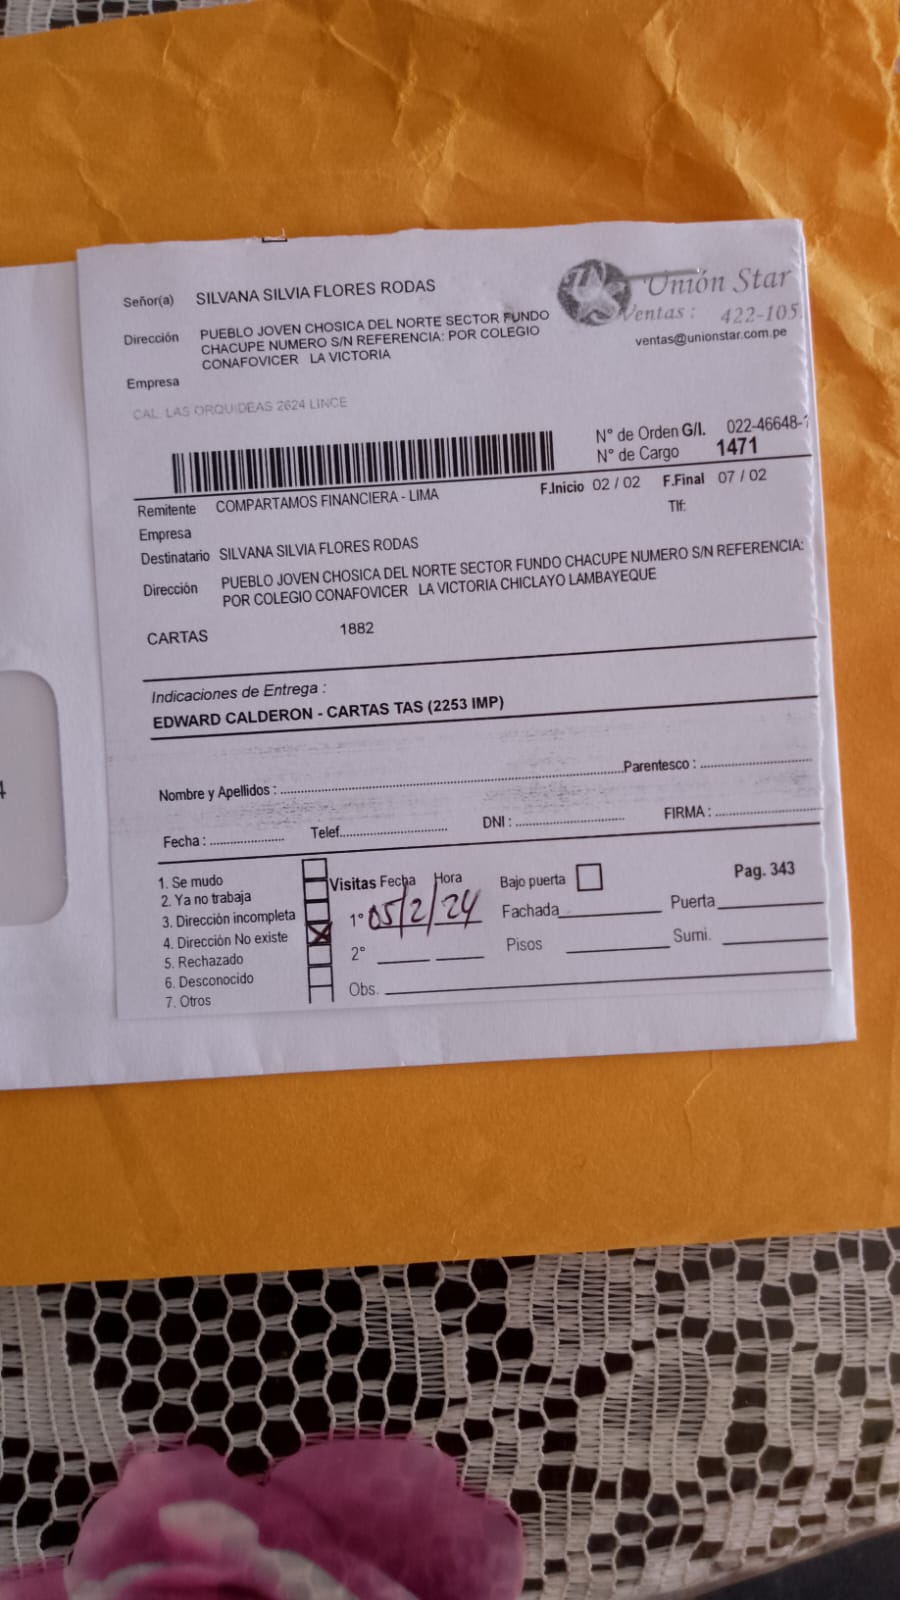 Señor(a) SILVANA SILVIA FLORES RODAS
Unión Star
Ventas : 422-105
ventas@unionstar.com.pe
Dirección PUEBLO JOVEN CHOSICA DEL NORTE SECTOR FUNDO
CHACUPE NUMERO S/N REFERENCIA: POR COLEGIO
CONAFOVICER LA VICTORIA
Empresa
CAL. LAS ORQUIDEAS 2624 LINCE
N° de Orden G/I. 022-46648-
N° de Cargo 1471
Remitente COMPARTAMOS FINANCIERA - LIMA
F.Inicio 02 / 02 F.Final 07 / 02
Empresa
Tlf:
Destinatario SILVANA SILVIA FLORES RODAS
Dirección PUEBLO JOVEN CHOSICA DEL NORTE SECTOR FUNDO CHACUPE NUMERO S/N REFERENCIA:
POR COLEGIO CONAFOVICER LA VICTORIA CHICLAYO LAMBAYEQUE
CARTAS 1882
Indicaciones de Entrega :
EDWARD CALDERON - CARTAS TAS (2253 IMP)
Nombre y Apellidos : Parentesco :
Fecha : Telef. DNI : FIRMA :
1. Se mudo
2. Ya no trabaja
3. Dirección incompleta
4. Dirección No existe
5. Rechazado
6. Desconocido
7. Otros
Visitas Fecha Hora
1° 05/2/24
2°
Obs.
Bajo puerta
Pag. 343
Fachada Puerta
Pisos Sumi.
4